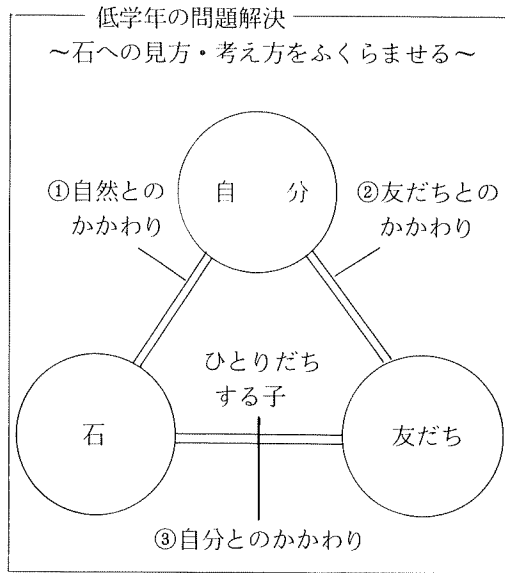 低学年の問題解決
～石への見方・考え方をふくらませる～
自　分
①自然との
かかわり
②友だちとの
かかわり
ひとりだち
する子
石
友だち
③自分とのかかわり